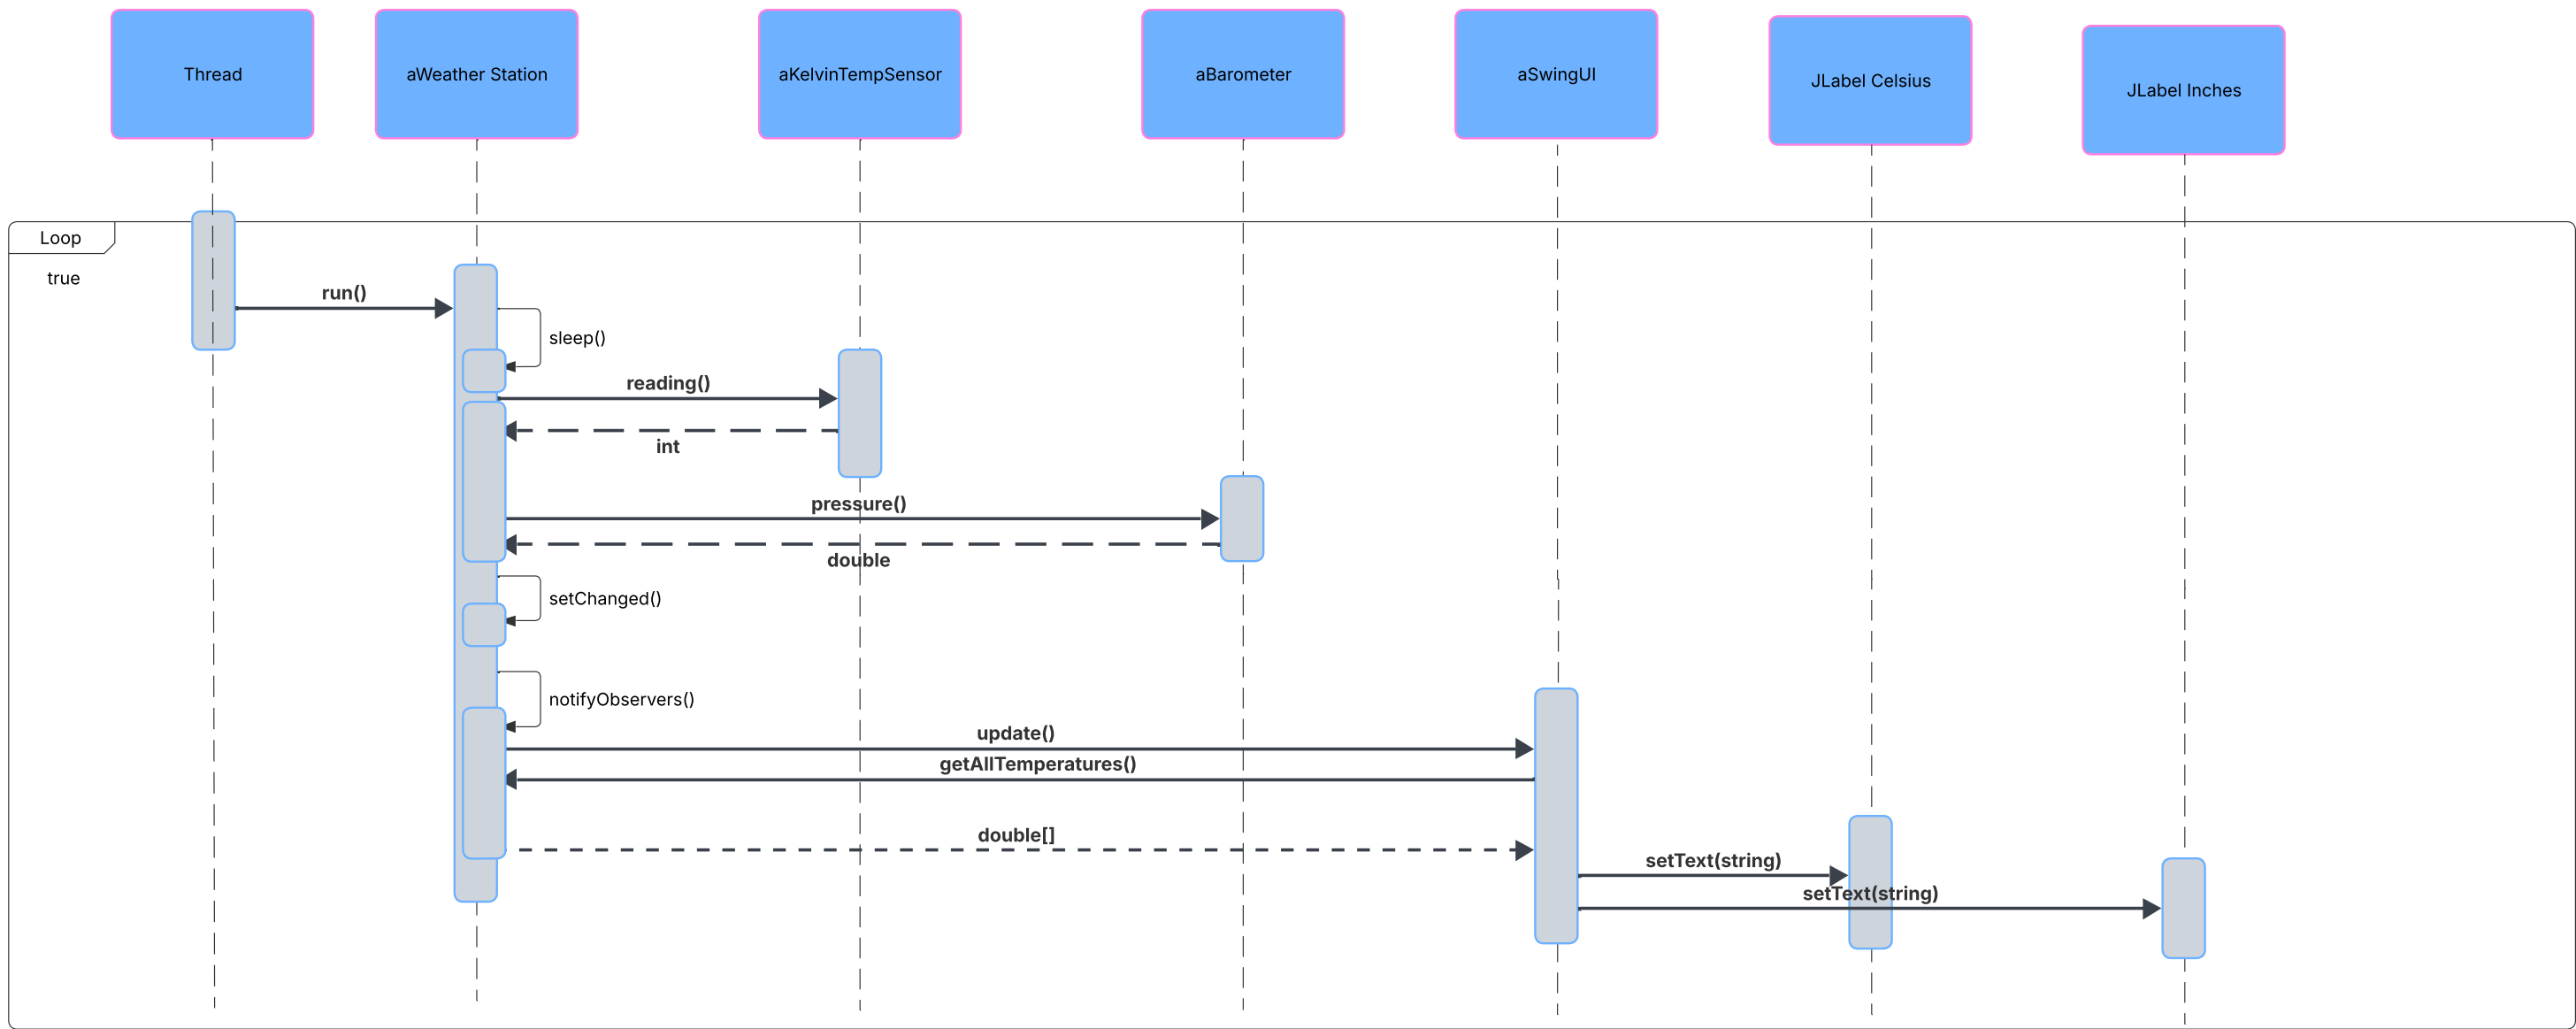 Thread
aWeather Station
aKelvinTempSensor
aBarometer
aSwingUI
JLabel Celsius
JLabel Inches
Loop
true
run()
sleep()
reading()
int
pressure()
double
setChanged()
notifyObservers()
update()
getAllTemperatures()
double[]
setText(string)
setText(string)